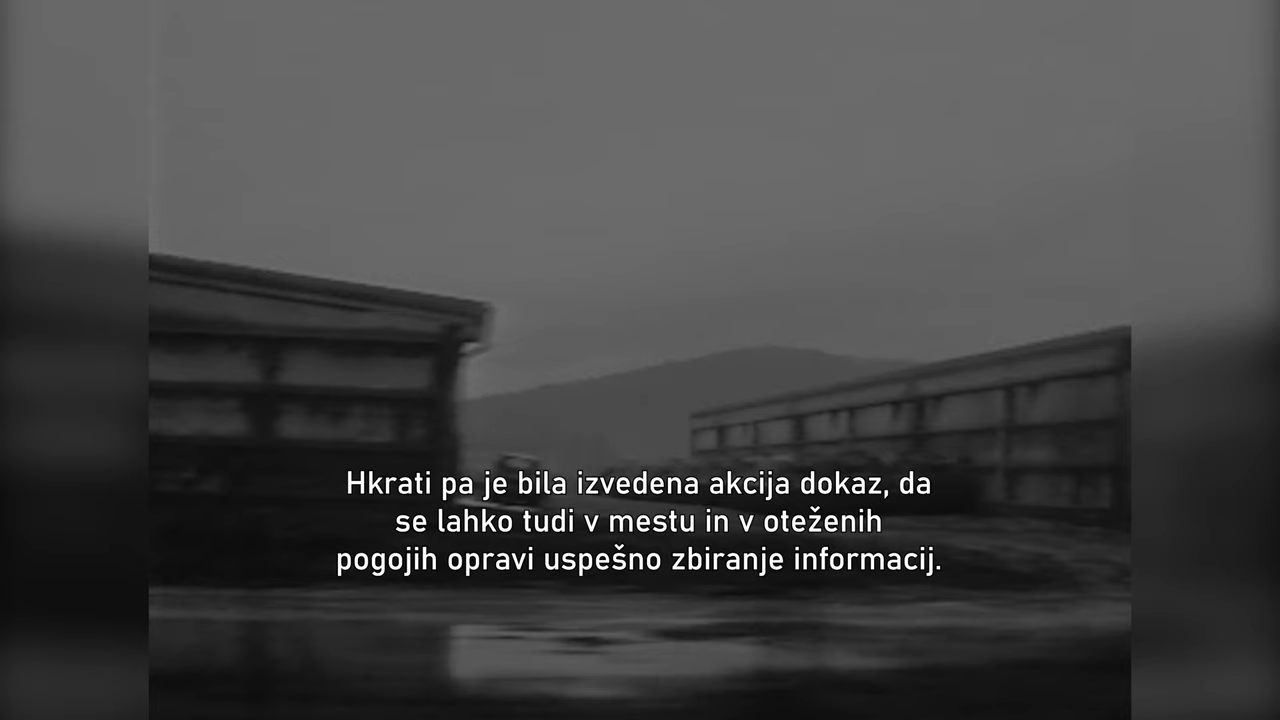 Hkrati pa je bila izvedena akcija dokaz, da
se lahko tudi v mestu in v oteženih
pogojih opravi uspešno zbiranje informacij.